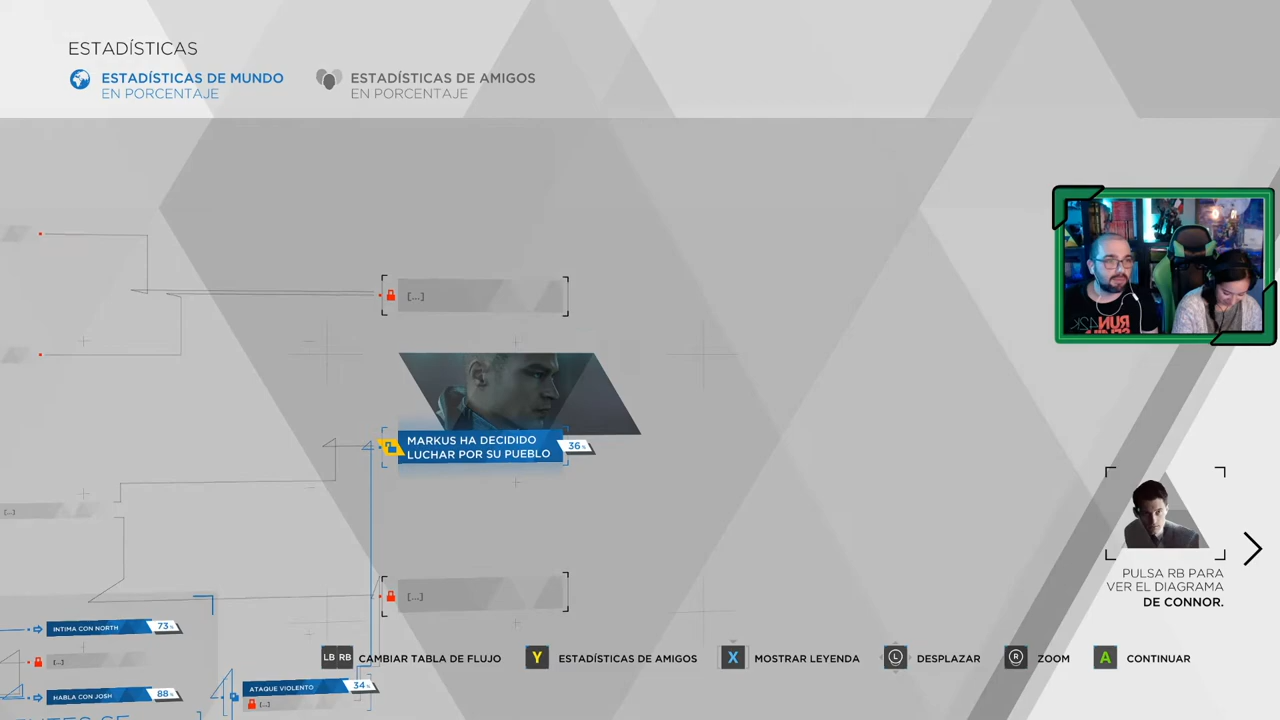 ESTADÍSTICAS
ESTADÍSTICAS DE MUNDO
EN PORCENTAJE
ESTADÍSTICAS DE AMIGOS
EN PORCENTAJE
[...]
MARKUS HA DECIDIDO
LUCHAR POR SU PUEBLO
36%
[...]
[...]
PULSA RB PARA
VER EL DIAGRAMA
DE CONNOR.
INTIMA CON NORTH 73%
[...]
HABLA CON JOSH 88%
ATAQUE VIOLENTO 34%
[...]
LB RB CAMBIAR TABLA DE FLUJO
Y ESTADÍSTICAS DE AMIGOS
X MOSTRAR LEYENDA
L DESPLAZAR
R ZOOM
A CONTINUAR